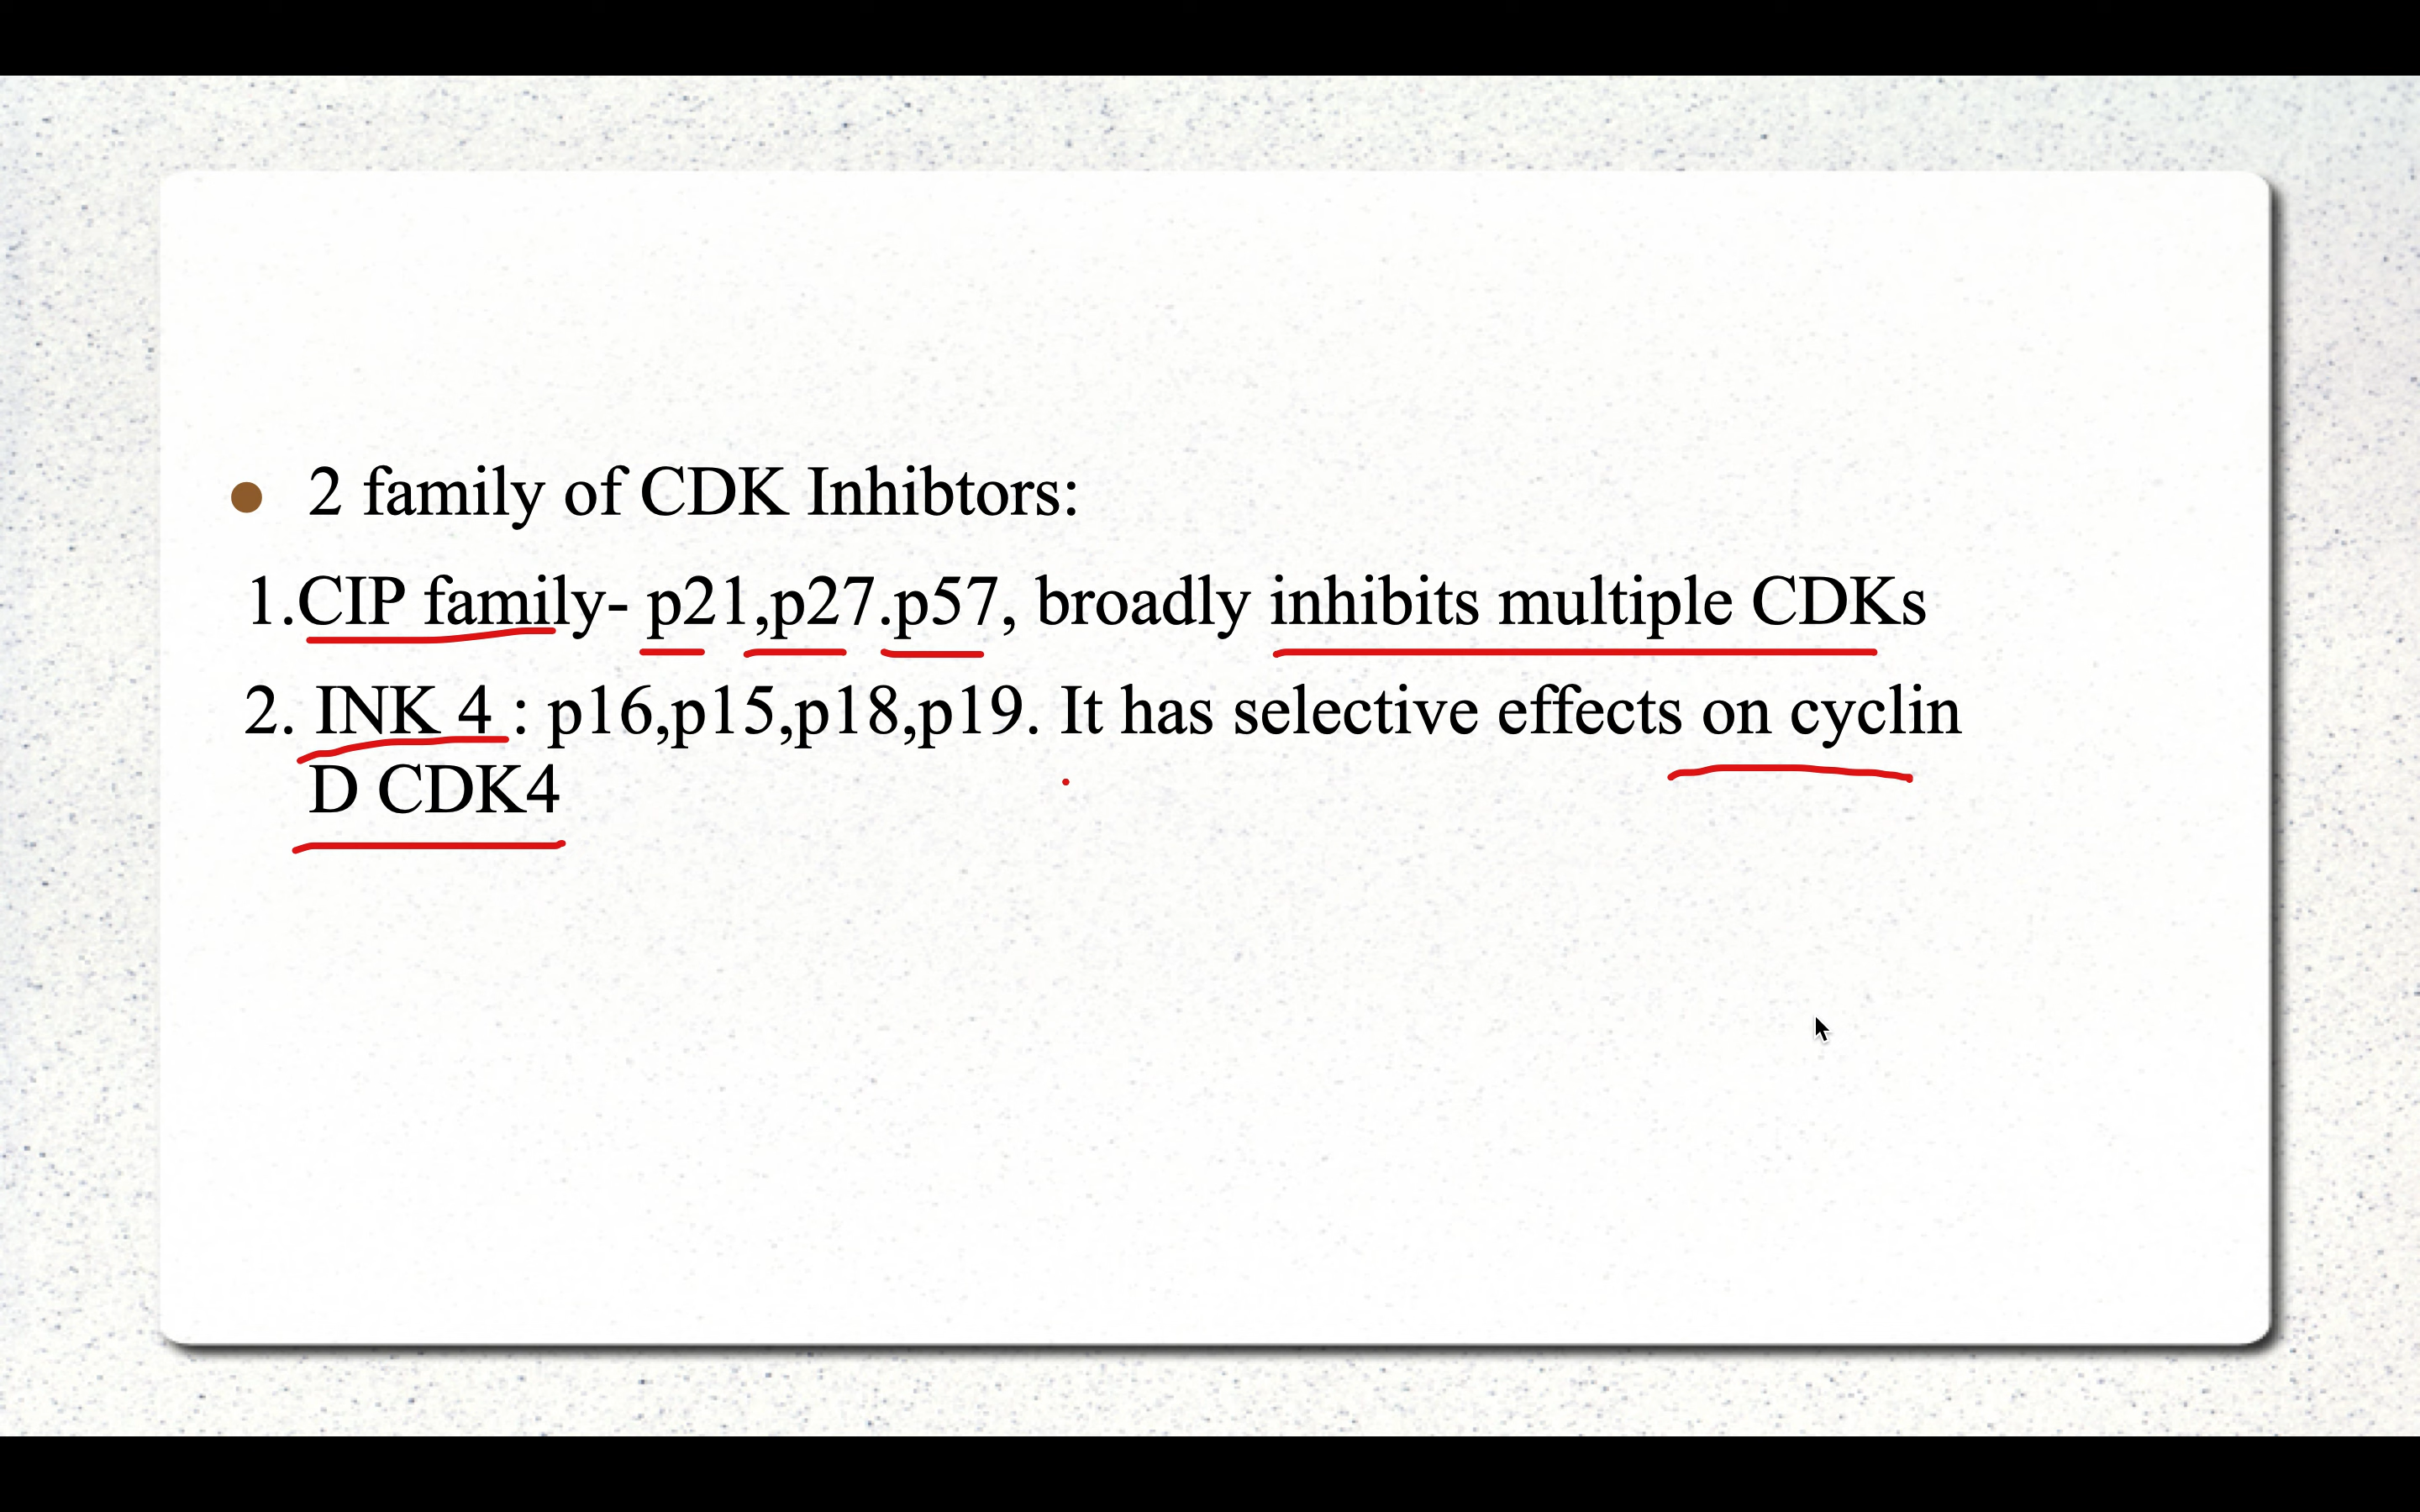 2 family of CDK Inhibtors:
1.CIP family- p21,p27.p57, broadly inhibits multiple CDKs
2. INK 4 : p16,p15,p18,p19. It has selective effects on cyclin
D CDK4